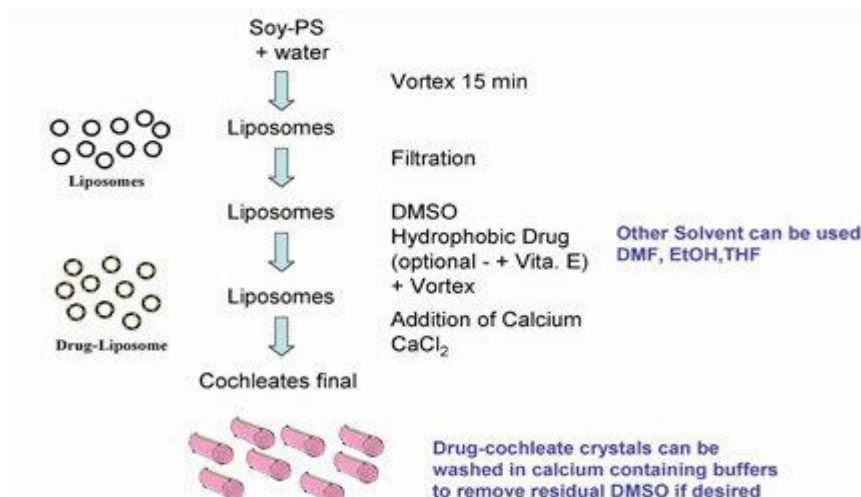 Soy-PS
+ water
Vortex 15 min
Liposomes
Liposomes
Filtration
Liposomes
DMSO
Hydrophobic Drug
(optional - + Vita. E)
+ Vortex
Other Solvent can be used
DMF, EtOH,THF
Liposomes
Drug-Liposome
Addition of Calcium
CaCl₂
Cochleates final
Drug-cochleate crystals can be
washed in calcium containing buffers
to remove residual DMSO if desired